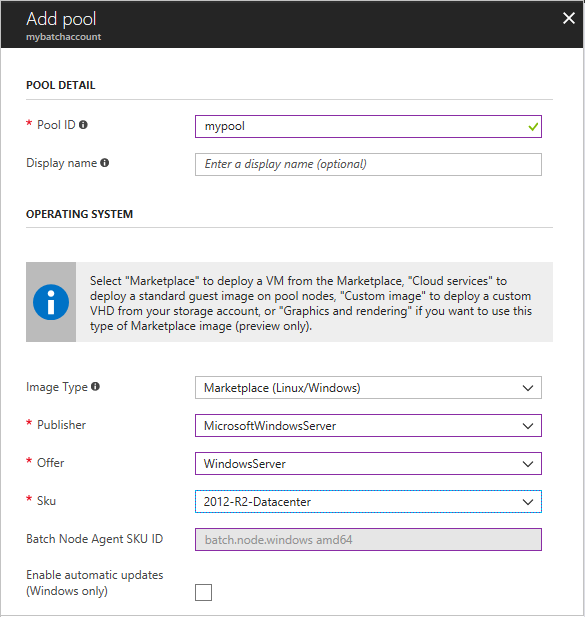 Add pool
mybatchaccount
POOL DETAIL
* Pool ID
mypool
Display name
Enter a display name (optional)
OPERATING SYSTEM
Select "Marketplace" to deploy a VM from the Marketplace, "Cloud services" to
deploy a standard guest image on pool nodes, "Custom image" to deploy a custom
VHD from your storage account, or "Graphics and rendering" if you want to use this
type of Marketplace image (preview only).
Image Type
Marketplace (Linux/Windows)
* Publisher
MicrosoftWindowsServer
* Offer
WindowsServer
* Sku
2012-R2-Datacenter
Batch Node Agent SKU ID
batch.node.windows amd64
Enable automatic updates
(Windows only)